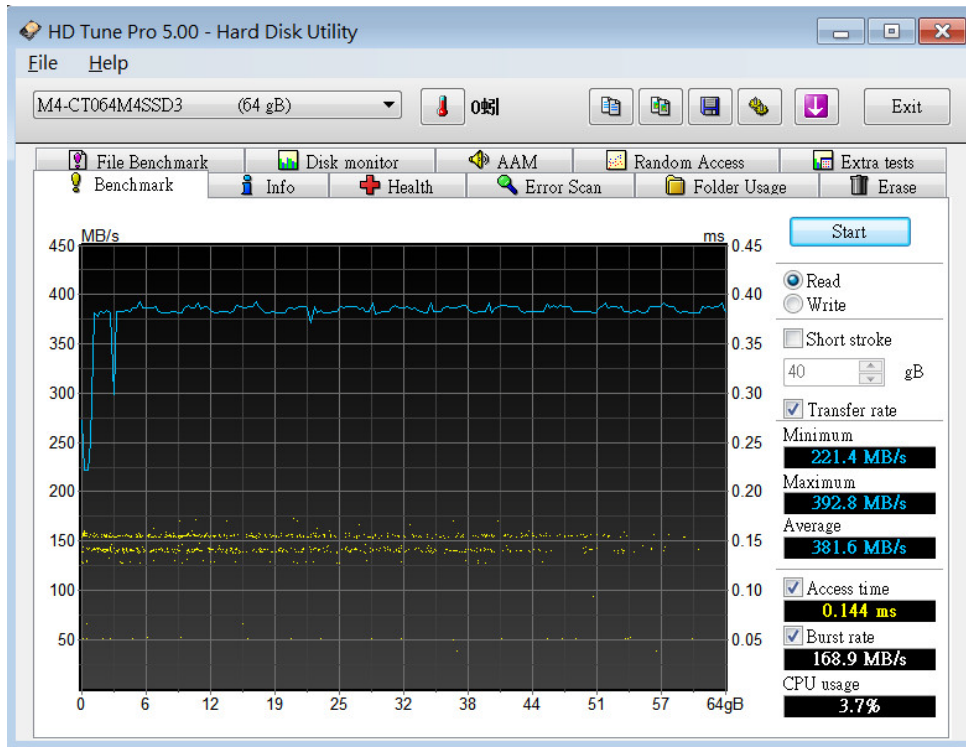 HD Tune Pro 5.00 - Hard Disk Utility
File Help
M4-CT064M4SSD3 (64 gB) 0蚓 Exit
File Benchmark Disk monitor AAM Random Access Extra tests
Benchmark Info Health Error Scan Folder Usage Erase
Start
MB/s ms
450 0.45
400 0.40
350 0.35
300 0.30
250 0.25
200 0.20
150 0.15
100 0.10
50 0.05
0 6 12 19 25 32 38 44 51 57 64gB
Read
Write
Short stroke
40 gB
Transfer rate
Minimum
221.4 MB/s
Maximum
392.8 MB/s
Average
381.6 MB/s
Access time
0.144 ms
Burst rate
168.9 MB/s
CPU usage
3.7%